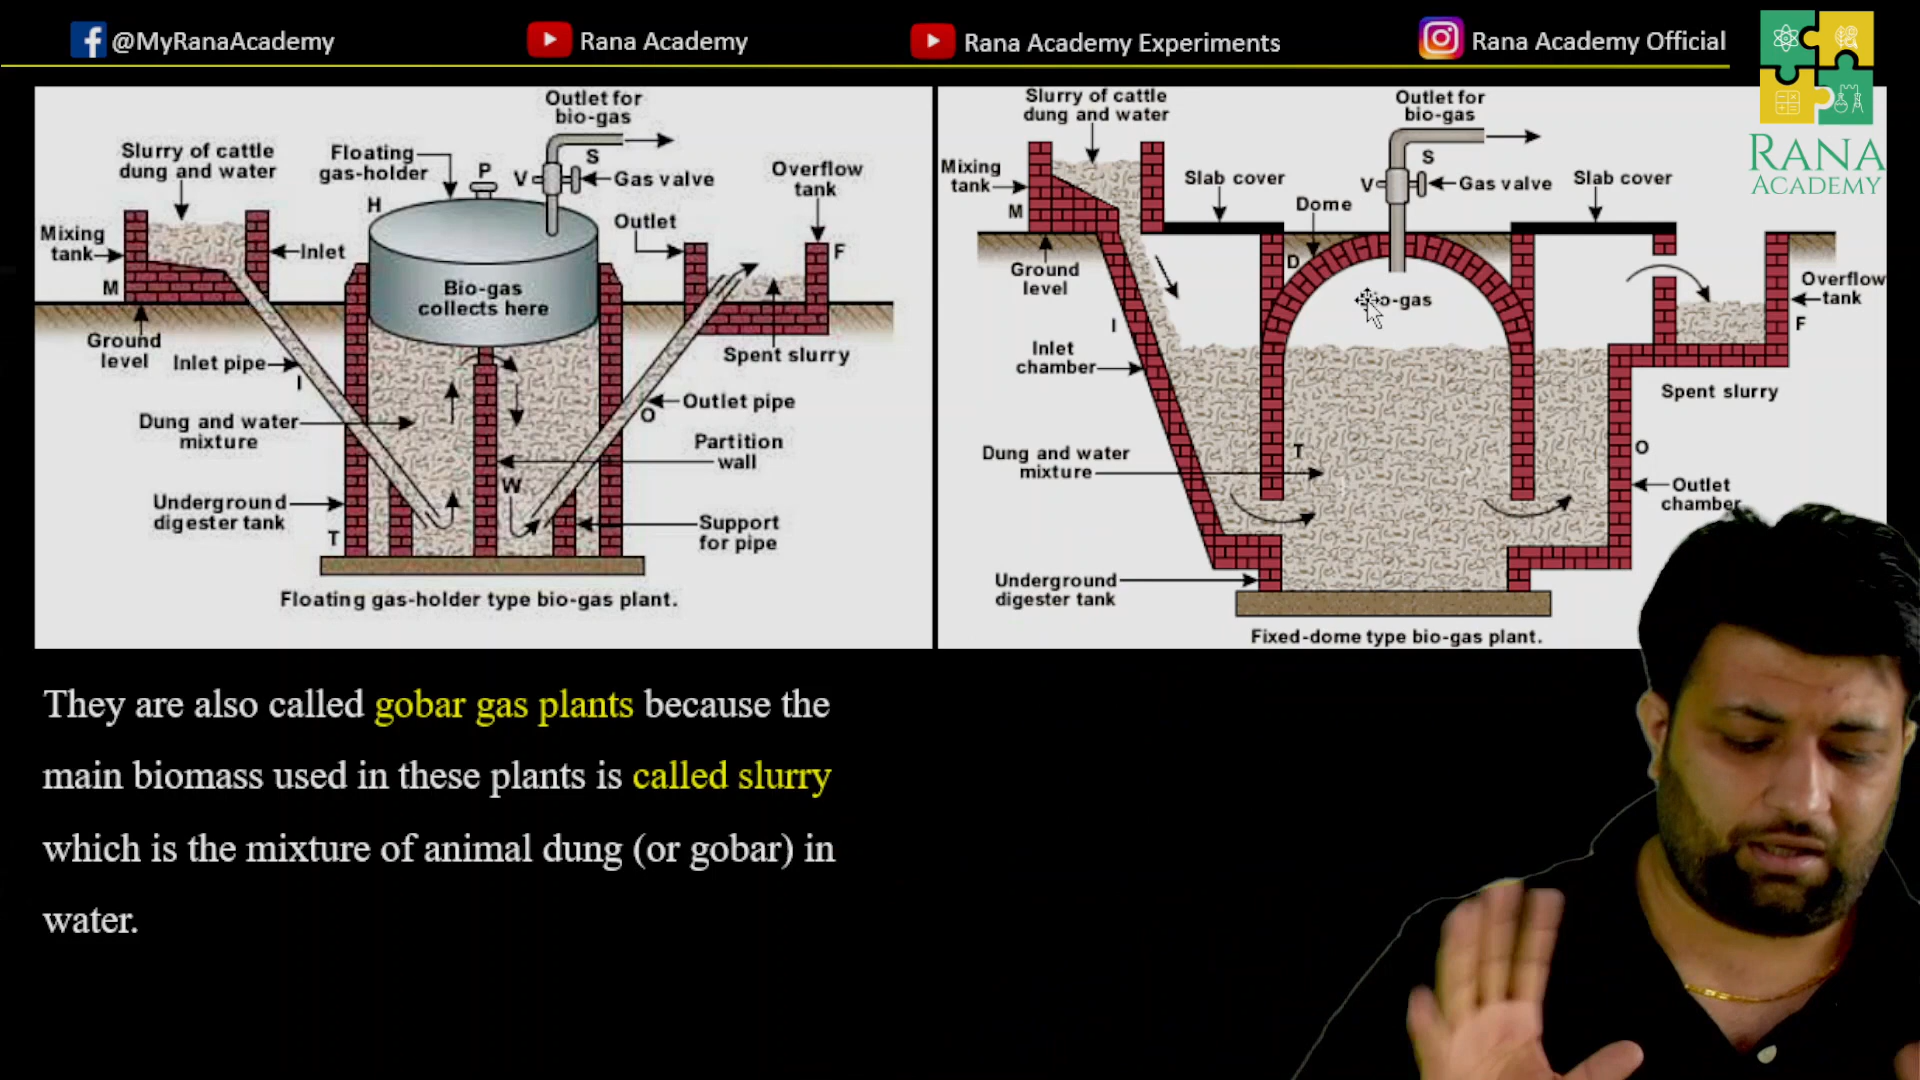 @MyRanaAcademy
Rana Academy
Rana Academy Experiments
Rana Academy Official
RANA
ACADEMY
Outlet for
bio-gas
Slurry of cattle
dung and water
Floating
gas-holder
P
V
S
Gas valve
Overflow
tank
H
Outlet
Mixing
tank
Inlet
F
M
Bio-gas
collects here
Ground
level
Inlet pipe
I
Spent slurry
Dung and water
mixture
Outlet pipe
O
Partition
wall
W
Underground
digester tank
T
Support
for pipe
Floating gas-holder type bio-gas plant.
Slurry of cattle
dung and water
Outlet for
bio-gas
Mixing
tank
M
Slab cover
S
V
Gas valve
Slab cover
Dome
D
Ground
level
o-gas
Overflow
tank
F
I
Inlet
chamber
Spent slurry
Dung and water
mixture
T
O
Outlet
chamber
Underground
digester tank
Fixed-dome type bio-gas plant.
They are also called gobar gas plants because the
main biomass used in these plants is called slurry
which is the mixture of animal dung (or gobar) in
water.